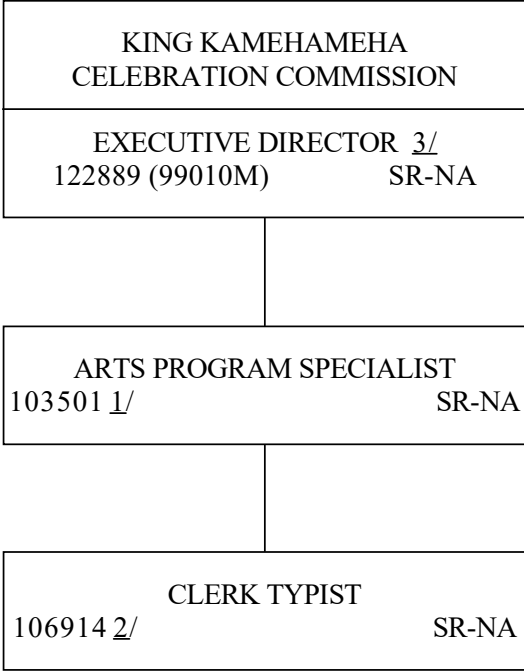 KING KAMEHAMEHA
CELEBRATION COMMISSION
EXECUTIVE DIRECTOR 3/
122889 (99010M) SR-NA
ARTS PROGRAM SPECIALIST
103501 1/ SR-NA
CLERK TYPIST
106914 2/ SR-NA